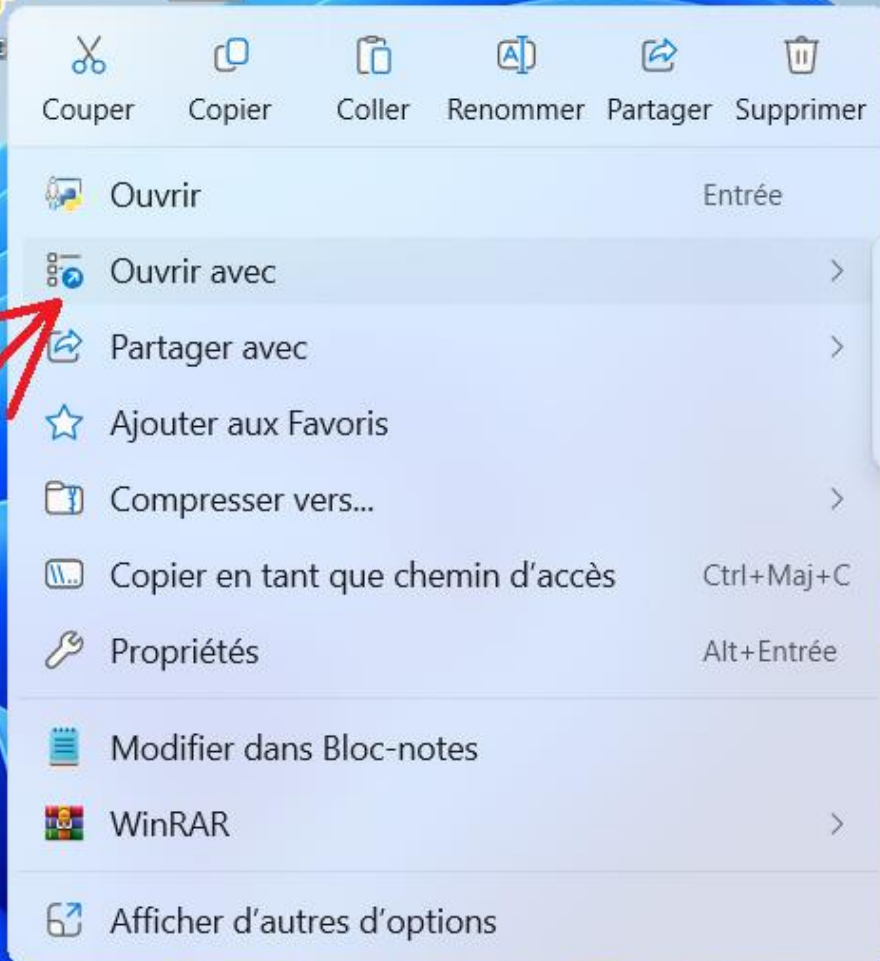 Couper Copier Coller Renommer Partager Supprimer
Ouvrir Entrée
Ouvrir avec
Partager avec
Ajouter aux Favoris
Compresser vers...
Copier en tant que chemin d'accès Ctrl+Maj+C
Propriétés Alt+Entrée
Modifier dans Bloc-notes
WinRAR
Afficher d'autres d'options